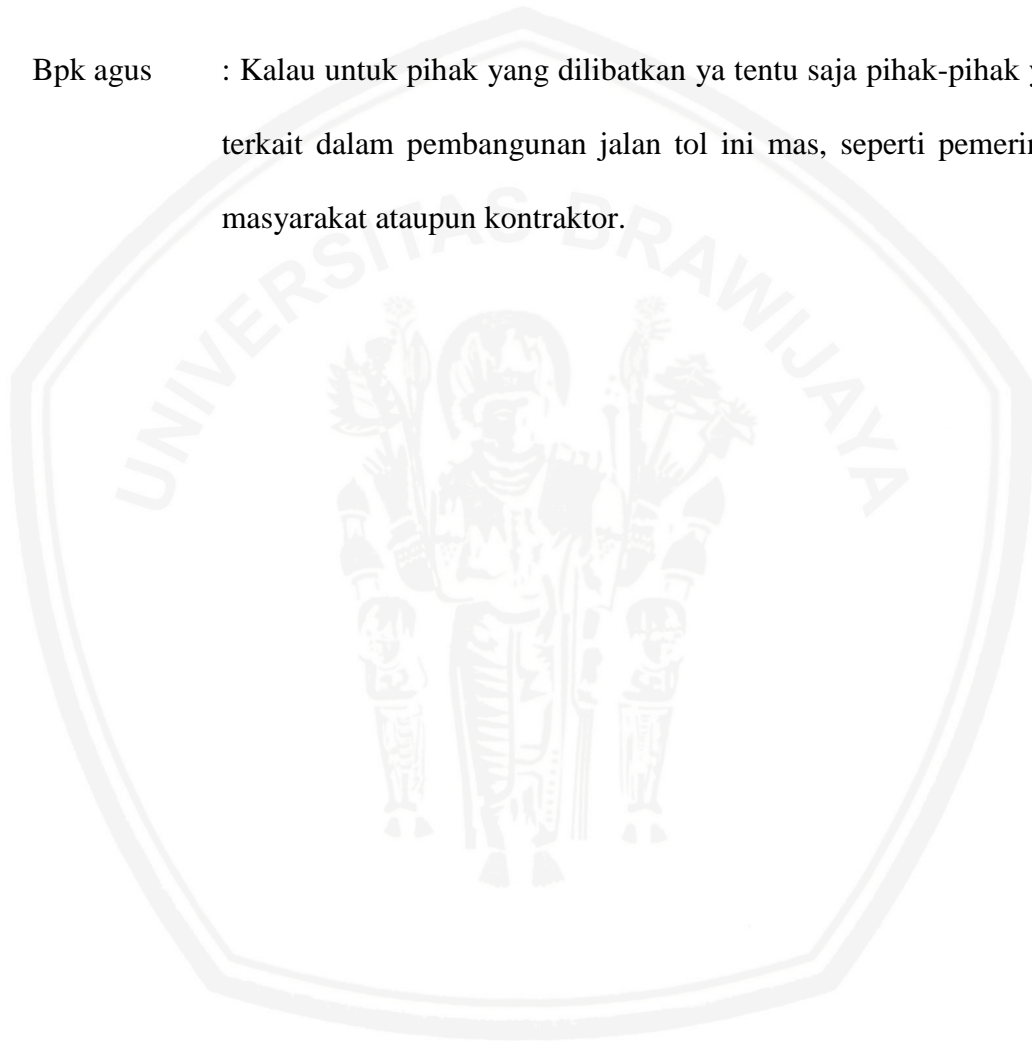 Bpk agus : Kalau untuk pihak yang dilibatkan ya tentu saja pihak-pihak
terkait dalam pembangunan jalan tol ini mas, seperti
masyarakat ataupun kontraktor.
UNIVERSITAS BRAWIJAYA